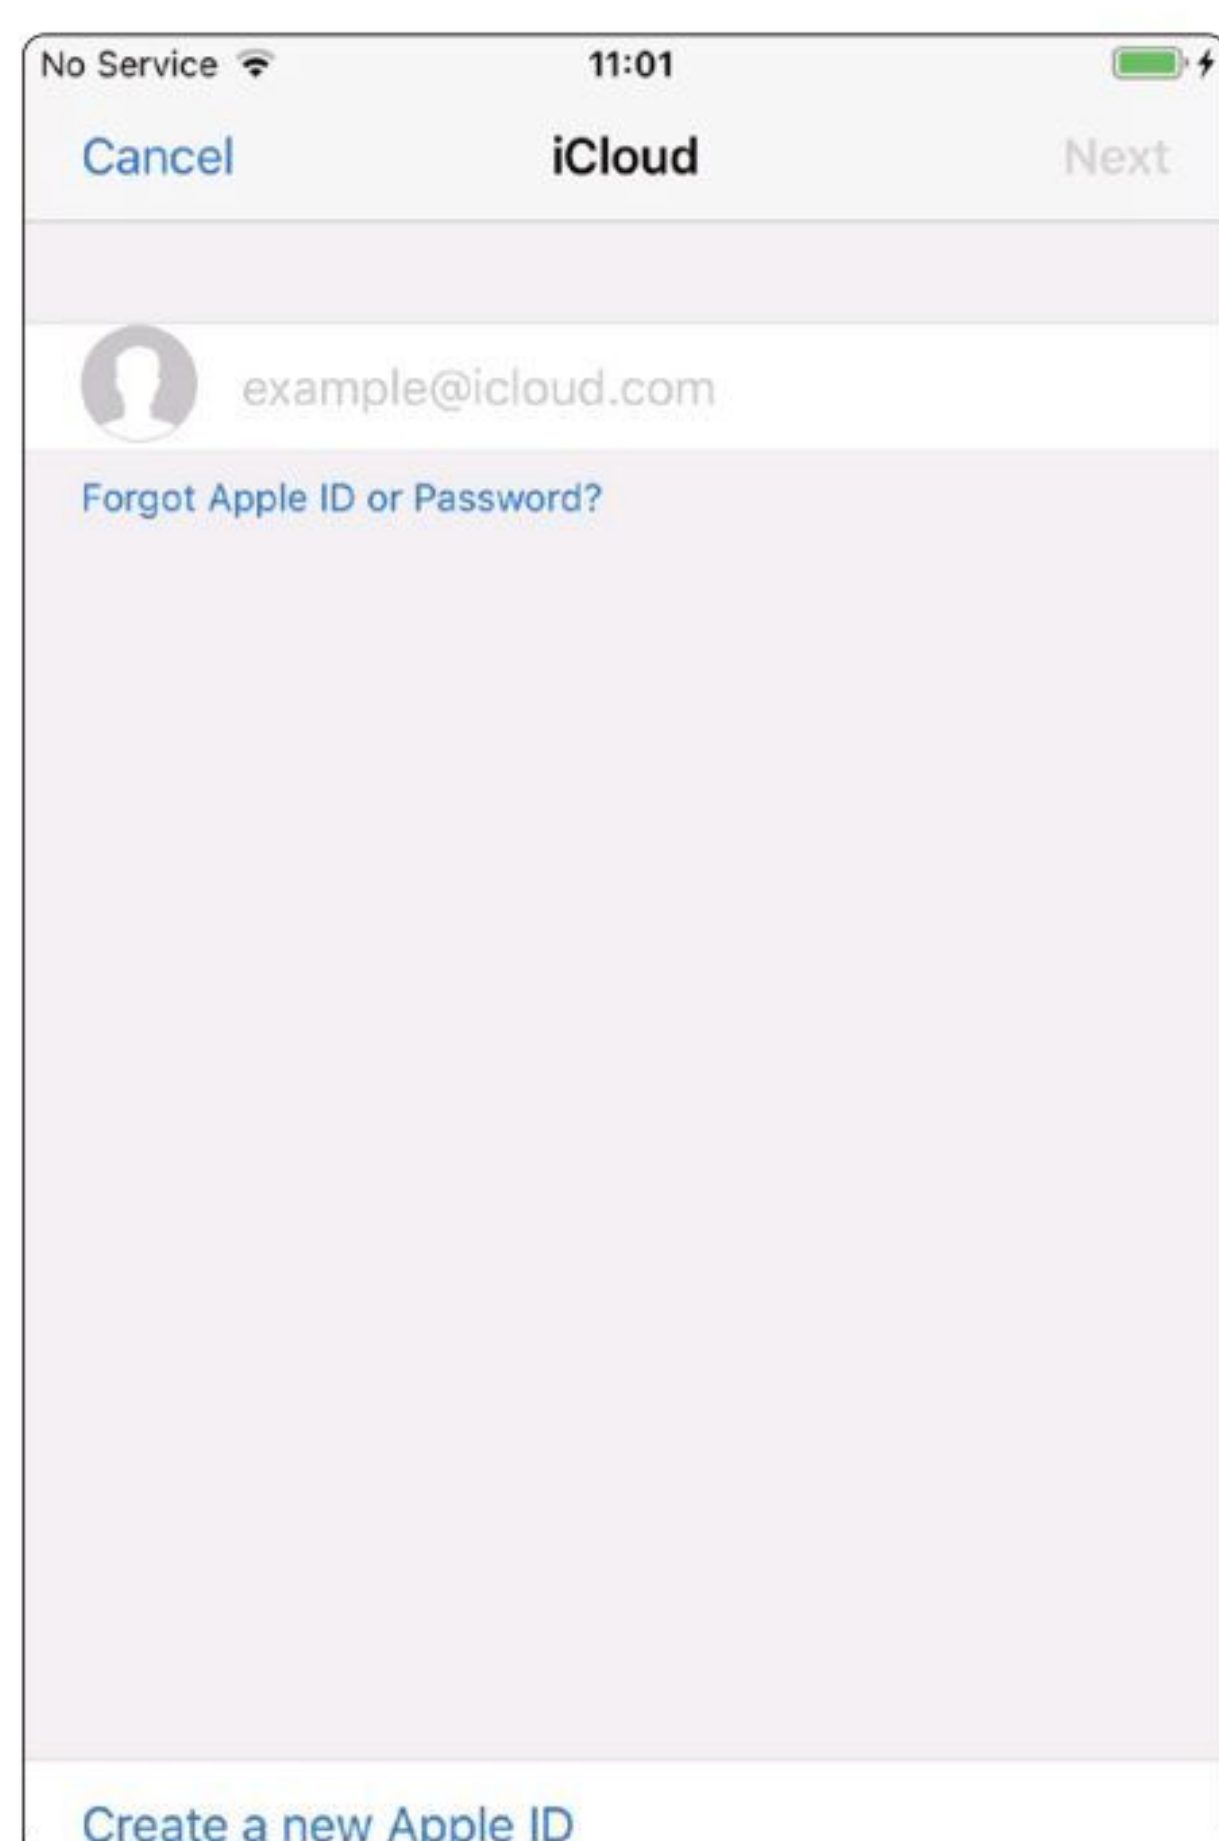 No Service 11:01
Cancel iCloud Next
example@icloud.com
Forgot Apple ID or Password?
Create a new Apple ID